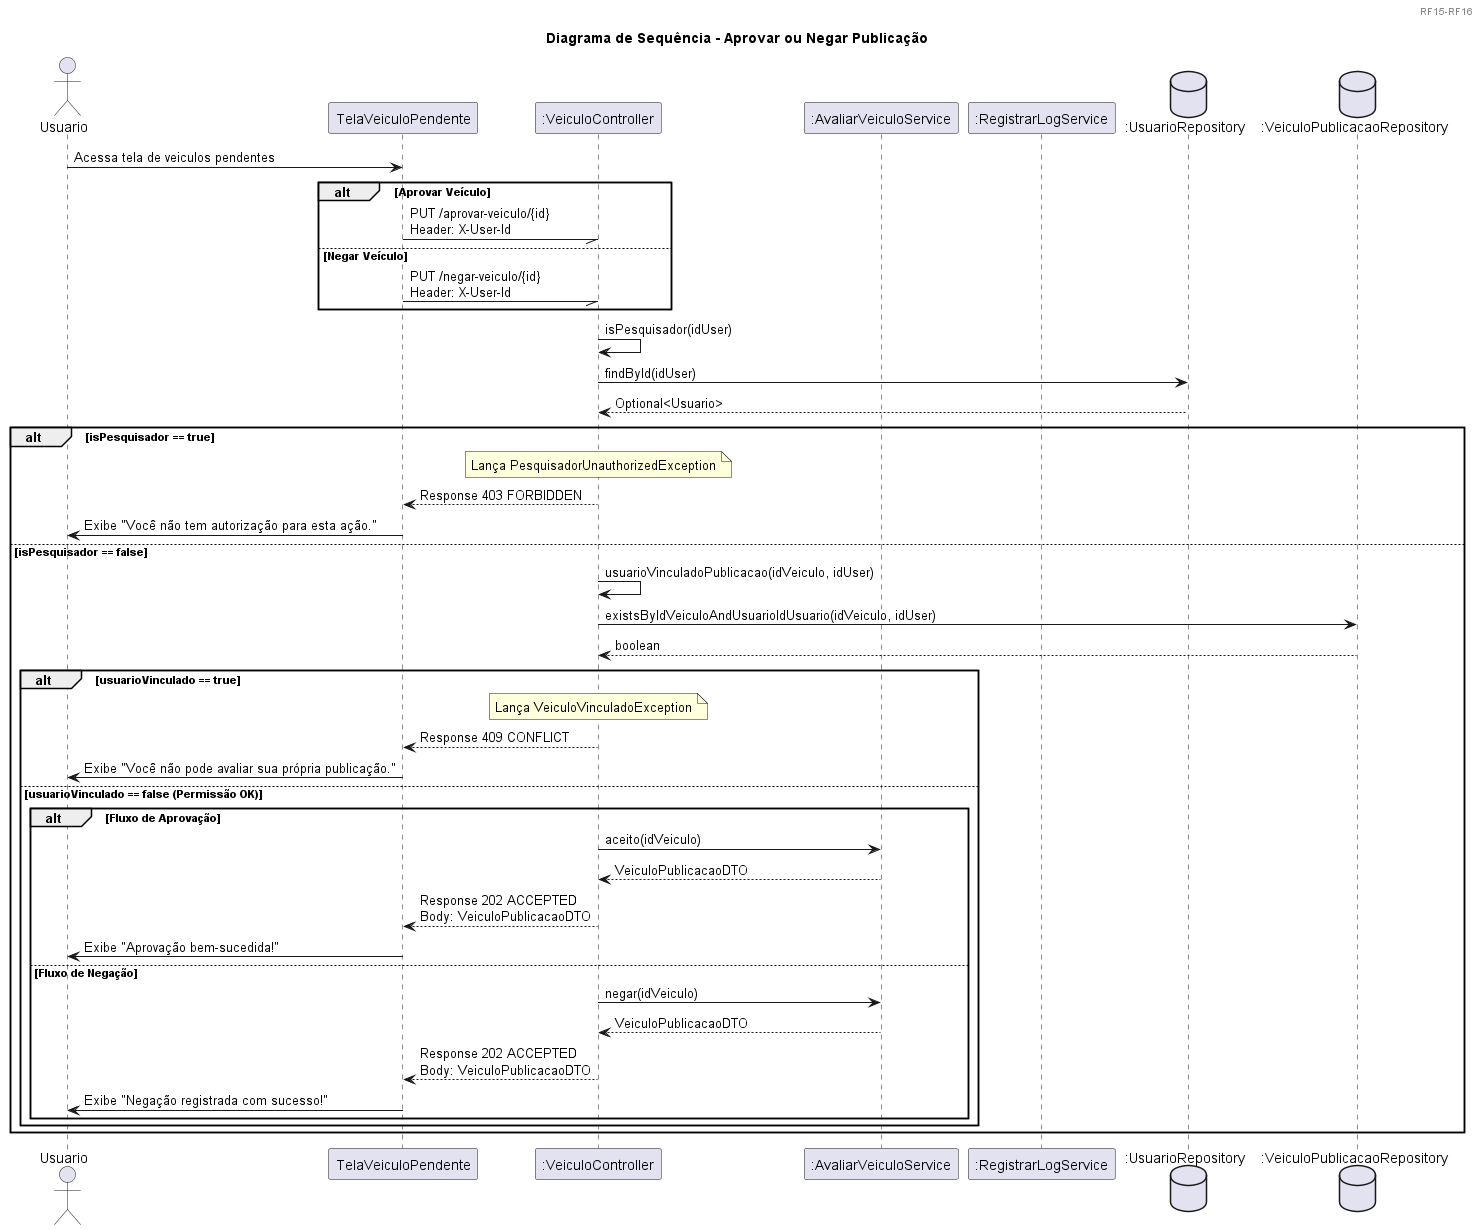 RF15-RF16
Diagrama de Sequência - Aprovar ou Negar Publicação
Usuario
TelaVeiculoPendente
:VeiculoController
:AvaliarVeiculoService
:RegistrarLogService
:UsuarioRepository
:VeiculoPublicacaoRepository
Acessa tela de veiculos pendentes
alt
[Aprovar Veículo]
PUT /aprovar-veiculo/{id}
Header: X-User-Id
[Negar Veículo]
PUT /negar-veiculo/{id}
Header: X-User-Id
isPesquisador(idUser)
findById(idUser)
Optional<Usuario>
alt
[isPesquisador == true]
Lança PesquisadorUnauthorizedException
Response 403 FORBIDDEN
Exibe "Você não tem autorização para esta ação."
[isPesquisador == false]
usuarioVinculadoPublicacao(idVeiculo, idUser)
existsByIdVeiculoAndUsuarioIdUsuario(idVeiculo, idUser)
boolean
alt
[usuarioVinculado == true]
Lança VeiculoVinculadoException
Response 409 CONFLICT
Exibe "Você não pode avaliar sua própria publicação."
[usuarioVinculado == false (Permissão OK)]
alt
[Fluxo de Aprovação]
aceito(idVeiculo)
VeiculoPublicacaoDTO
Response 202 ACCEPTED
Body: VeiculoPublicacaoDTO
Exibe "Aprovação bem-sucedida!"
[Fluxo de Negação]
negar(idVeiculo)
VeiculoPublicacaoDTO
Response 202 ACCEPTED
Body: VeiculoPublicacaoDTO
Exibe "Negação registrada com sucesso!"
Usuario
TelaVeiculoPendente
:VeiculoController
:AvaliarVeiculoService
:RegistrarLogService
:UsuarioRepository
:VeiculoPublicacaoRepository